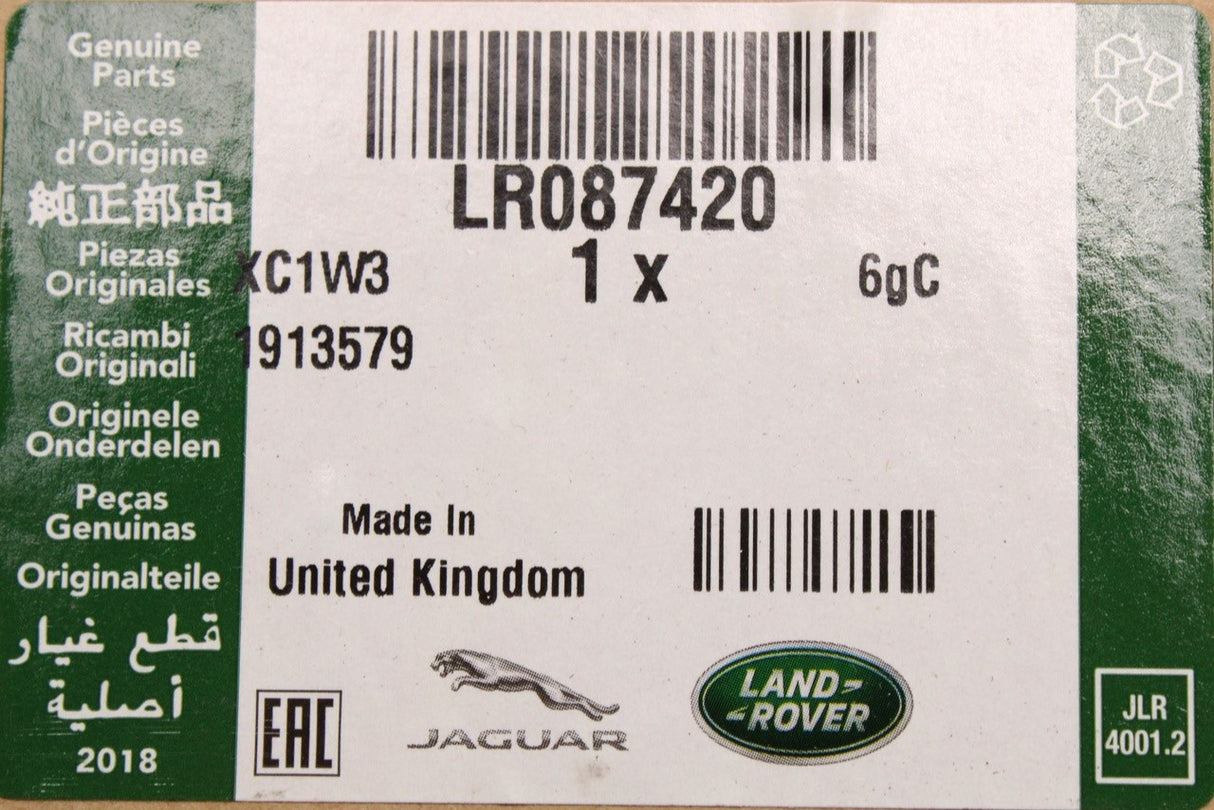 Genuine
Parts
Pièces
d'Origine
純正部品
Piezas
Originales
Ricambi
Originali
Originele
Onderdelen
Peças
Genuinas
Originalteile
قطع غيار
أصلية
2018
LR087420
XC1W3
1 x
6gC
1913579
Made In
United Kingdom
EAC
JAGUAR
LAND
ROVER
JLR
4001.2